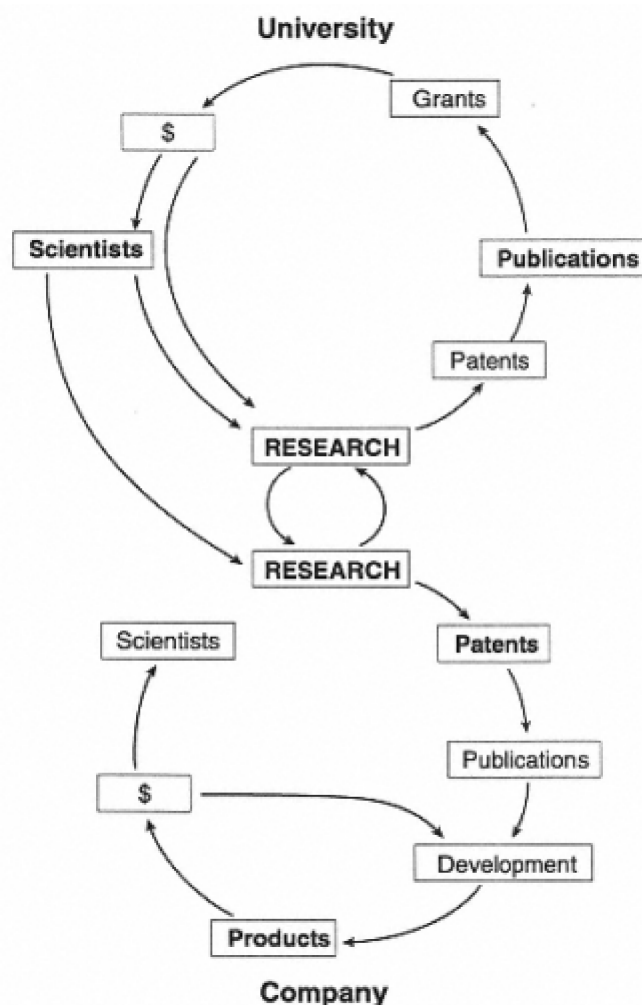 University
Grants
$
Scientists
Publications
Patents
RESEARCH
RESEARCH
Scientists
Patents
Publications
$
Development
Products
Company